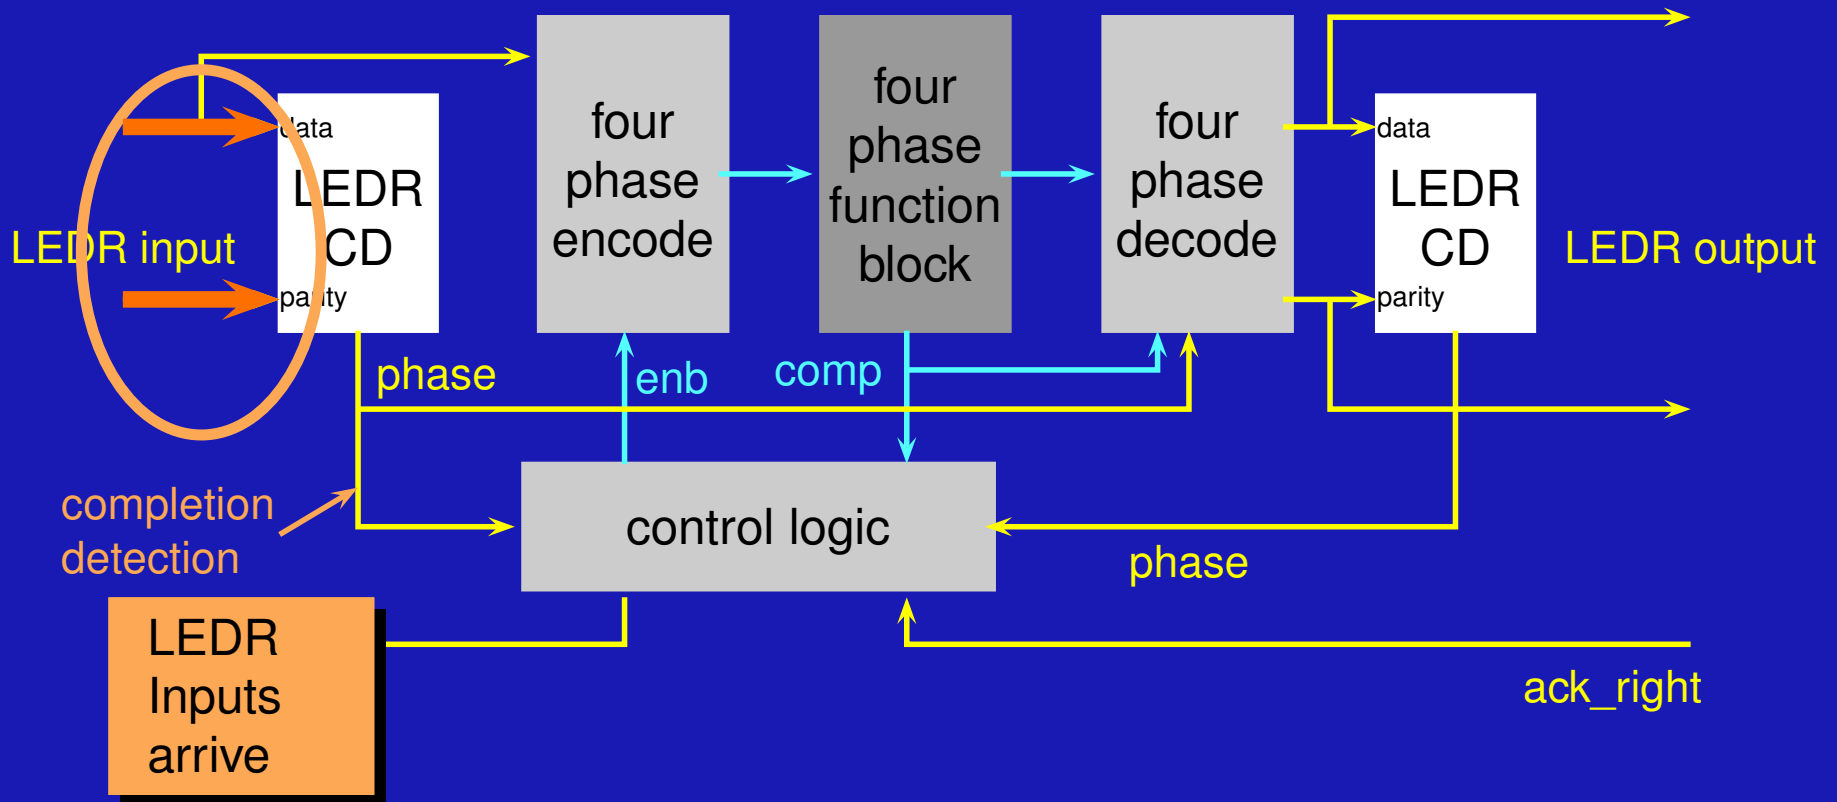 LEDR input
data
LEDR
CD
parity
four
phase
encode
four
phase
function
block
four
phase
decode
data
LEDR
CD
parity
LEDR output
phase
enb
comp
completion
detection
control logic
phase
ack_right
LEDR
Inputs
arrive